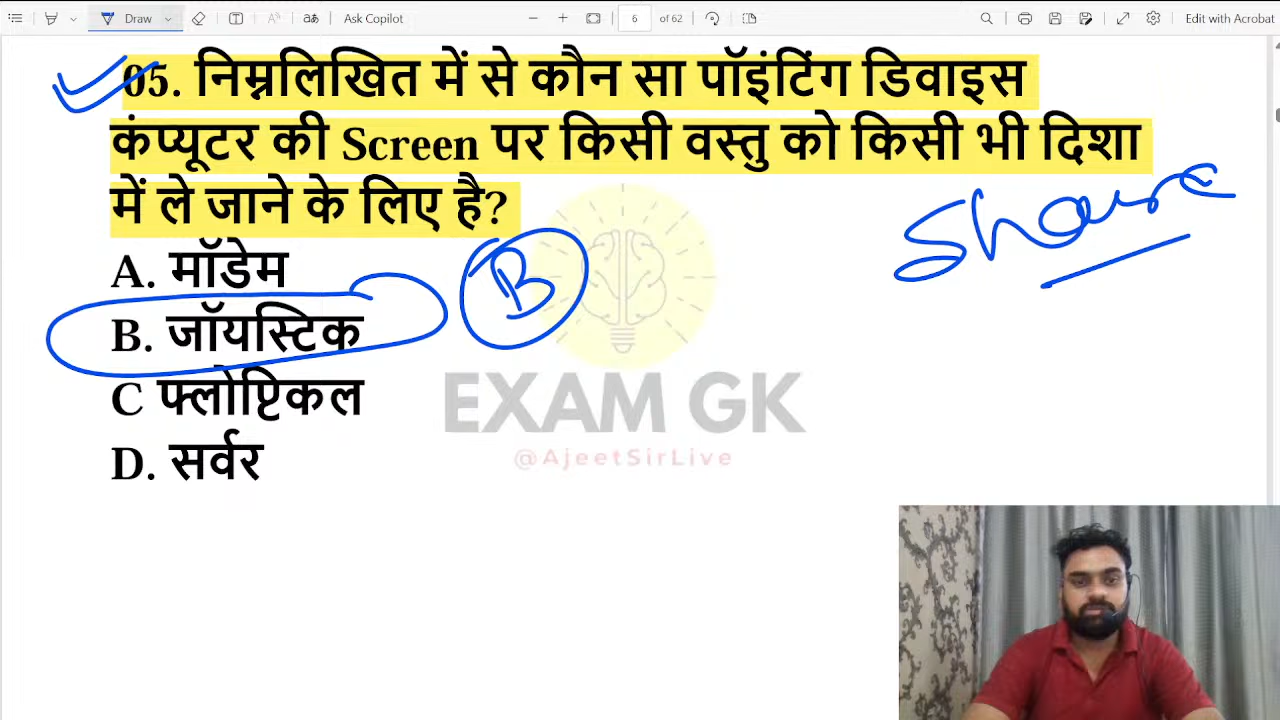 Draw
Ask Copilot
6 of 62
Edit with Acrobat
05. निम्नलिखित में से कौन सा पॉइंटिंग डिवाइस
कंप्यूटर की Screen पर किसी वस्तु को किसी भी दिशा
में ले जाने के लिए है?
Share
A. मॉडेम
B
B. जॉयस्टिक
C फ्लोप्टिकल
EXAM GK
@AjeetSirLive
D. सर्वर